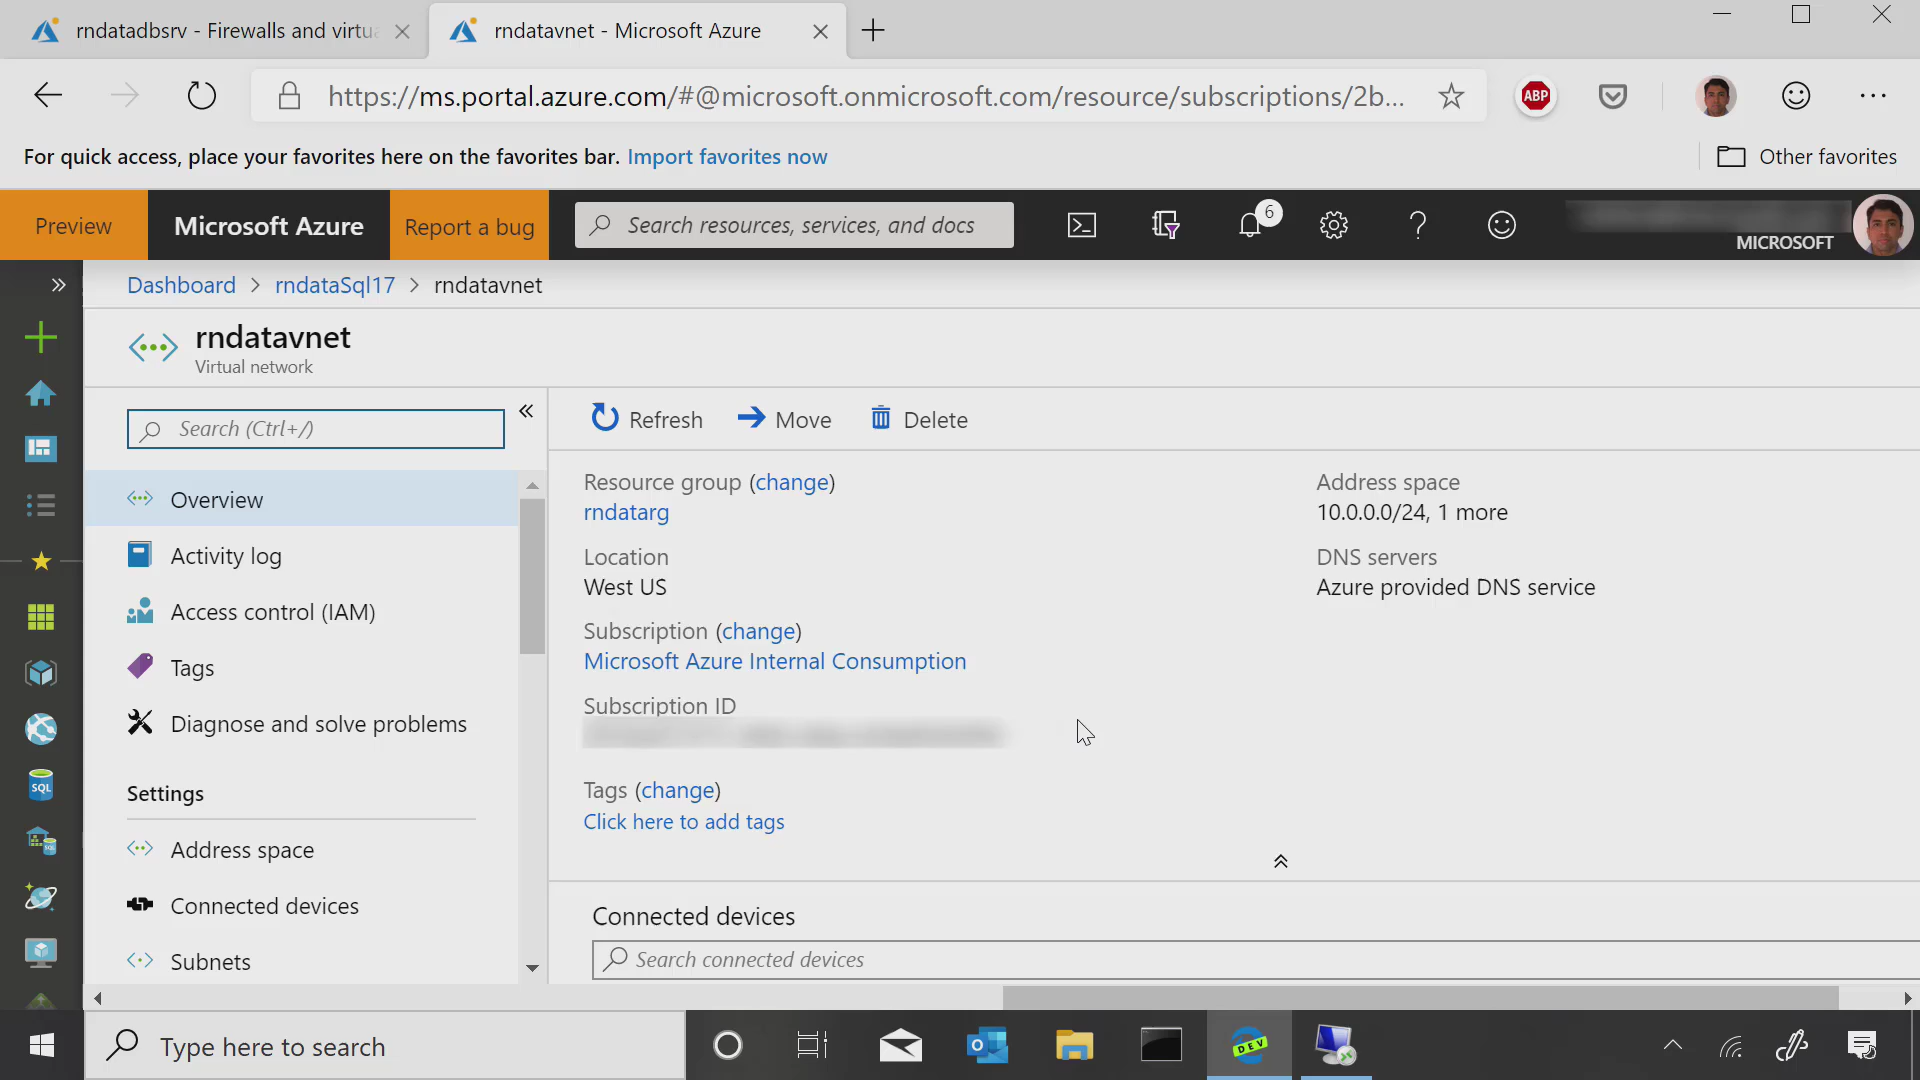 rndatadbsrv - Firewalls and virtu
rndatavnet - Microsoft Azure
https://ms.portal.azure.com/#@microsoft.onmicrosoft.com/resource/subscriptions/2b...
ABP
For quick access, place your favorites here on the favorites bar. Import favorites now
Other favorites
Preview
Microsoft Azure
Report a bug
Search resources, services, and docs
6
MICROSOFT
Dashboard > rndataSql17 > rndatavnet
rndatavnet
Virtual network
Search (Ctrl+/)
Overview
Activity log
Access control (IAM)
Tags
Diagnose and solve problems
Settings
Address space
Connected devices
Subnets
Refresh
Move
Delete
Resource group (change)
rndatarg
Location
West US
Subscription (change)
Microsoft Azure Internal Consumption
Subscription ID
Tags (change)
Click here to add tags
Address space
10.0.0.0/24, 1 more
DNS servers
Azure provided DNS service
Connected devices
Search connected devices
SQL
Type here to search
DEV